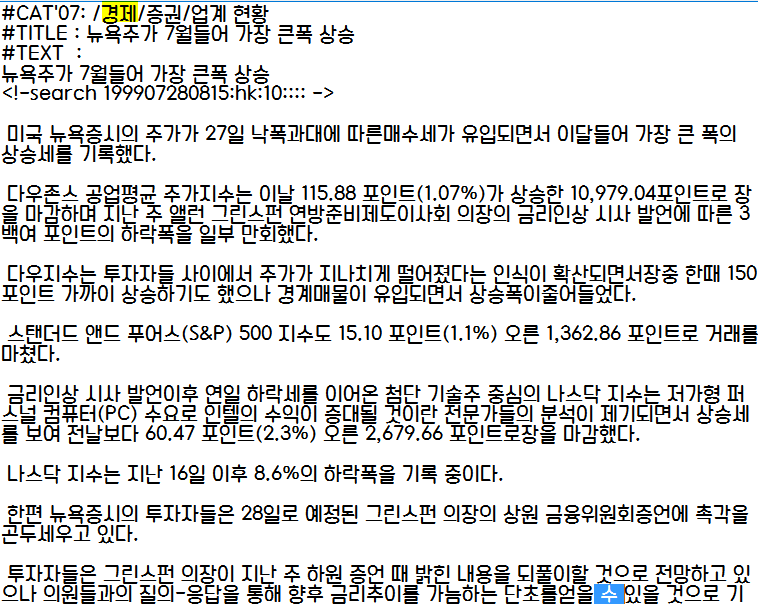 #CAT'07: /경제/증권/업계 현황
#TITLE : 뉴욕주가 7월들어 가장 큰폭 상승
#TEXT  :
뉴욕주가 7월들어 가장 큰폭 상승
<!-search 199907280815:hk:10:::: ->
미국 뉴욕증시의 주가가 27일 낙폭과대에 따른매수세가 유입되면서 이달들어 가장 큰 폭의
상승세를 기록했다.
다우존스 공업평균 주가지수는 이날 115.88 포인트(1.07%)가 상승한 10,979.04포인트로 장
을 마감하며 지난 주 앨런 그린스펀 연방준비제도이사회 의장의 금리인상 시사 발언에 따른 3
백여 포인트의 하락폭을 일부 만회했다.
다우지수는 투자자들 사이에서 주가가 지나치게 떨어졌다는 인식이 확산되면서장중 한때 150
포인트 가까이 상승하기도 했으나 경계매물이 유입되면서 상승폭이줄어들었다.
스탠더드 앤드 푸어스(S&P) 500 지수도 15.10 포인트(1.1%) 오른 1,362.86 포인트로 거래를
마쳤다.
금리인상 시사 발언이후 연일 하락세를 이어온 첨단 기술주 중심의 나스닥 지수는 저가형 퍼
스널 컴퓨터(PC) 수요로 인텔의 수익이 증대될 것이란 전문가들의 분석이 제기되면서 상승세
를 보여 전날보다 60.47 포인트(2.3%) 오른 2,679.66 포인트로장을 마감했다.
나스닥 지수는 지난 16일 이후 8.6%의 하락폭을 기록 중이다.
한편 뉴욕증시의 투자자들은 28일로 예정된 그린스펀 의장의 상원 금융위원회증언에 촉각을
곤두세우고 있다.
투자자들은 그린스펀 의장이 지난 주 하원 증언 때 밝힌 내용을 되풀이할 것으로 전망하고 있
으나 의원들과의 질의-응답을 통해 향후 금리추이를 가늠하는 단초를얻을 수 있을 것으로 기